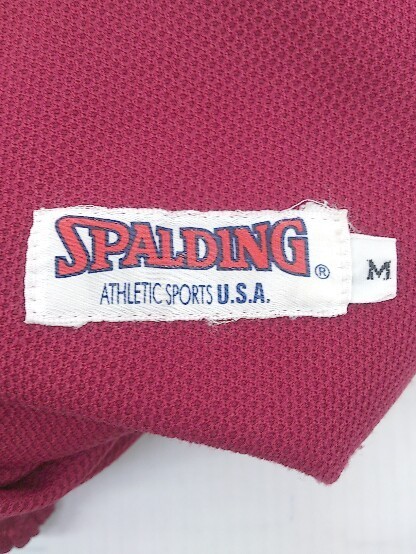 SPALDING ®
ATHLETIC SPORTS U.S.A.
M